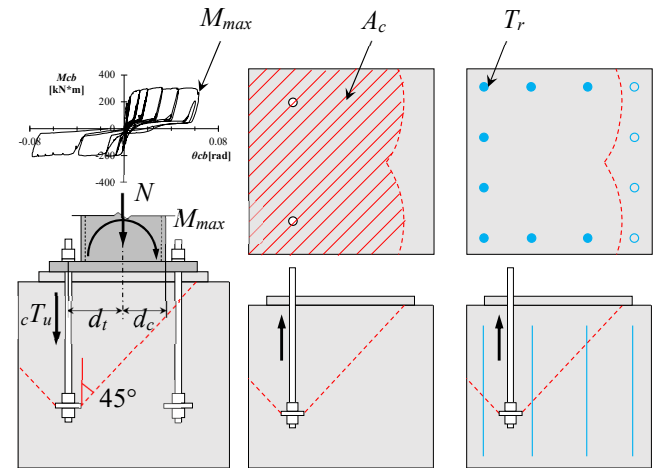 M_max
A_c
T_r
Mcb
[kN*m]
400
200
0
-0.08
0.08
θcb[rad]
-200
-400
N
M_max
cT_u
d_t
d_c
45°